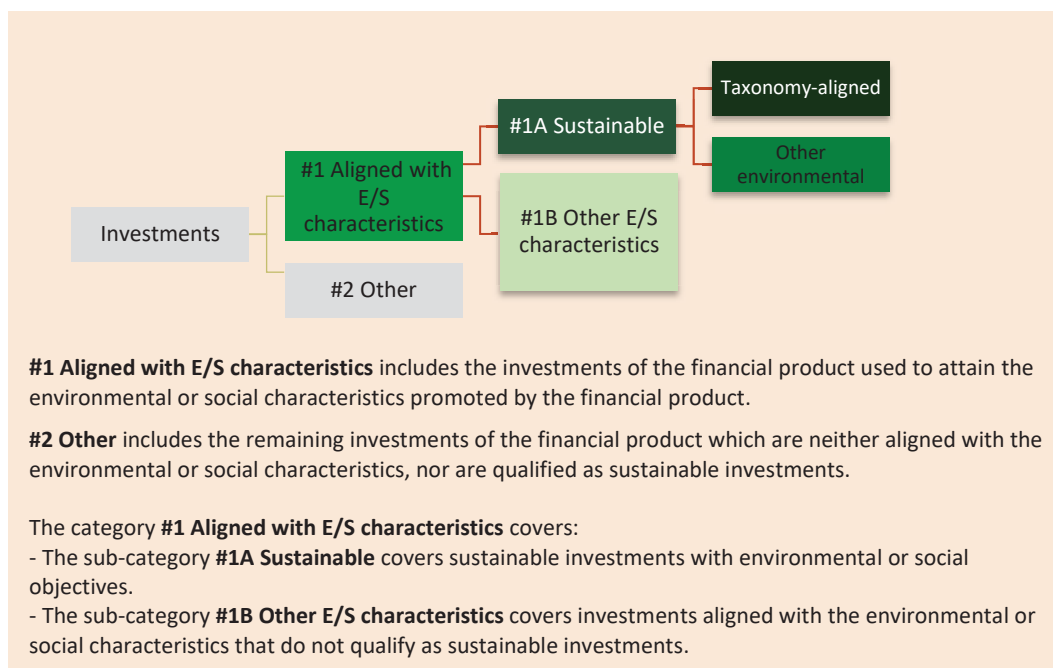 Taxonomy-aligned
#1A Sustainable
Other
environmental
#1 Aligned with
E/S
characteristics
#1B Other E/S
characteristics
Investments
#2 Other
#1 Aligned with E/S characteristics includes the investments of the financial product used to attain the
environmental or social characteristics promoted by the financial product.
#2 Other includes the remaining investments of the financial product which are neither aligned with the
environmental or social characteristics, nor are qualified as sustainable investments.
The category #1 Aligned with E/S characteristics covers:
- The sub-category #1A Sustainable covers sustainable investments with environmental or social
objectives.
- The sub-category #1B Other E/S characteristics covers investments aligned with the environmental or
social characteristics that do not qualify as sustainable investments.